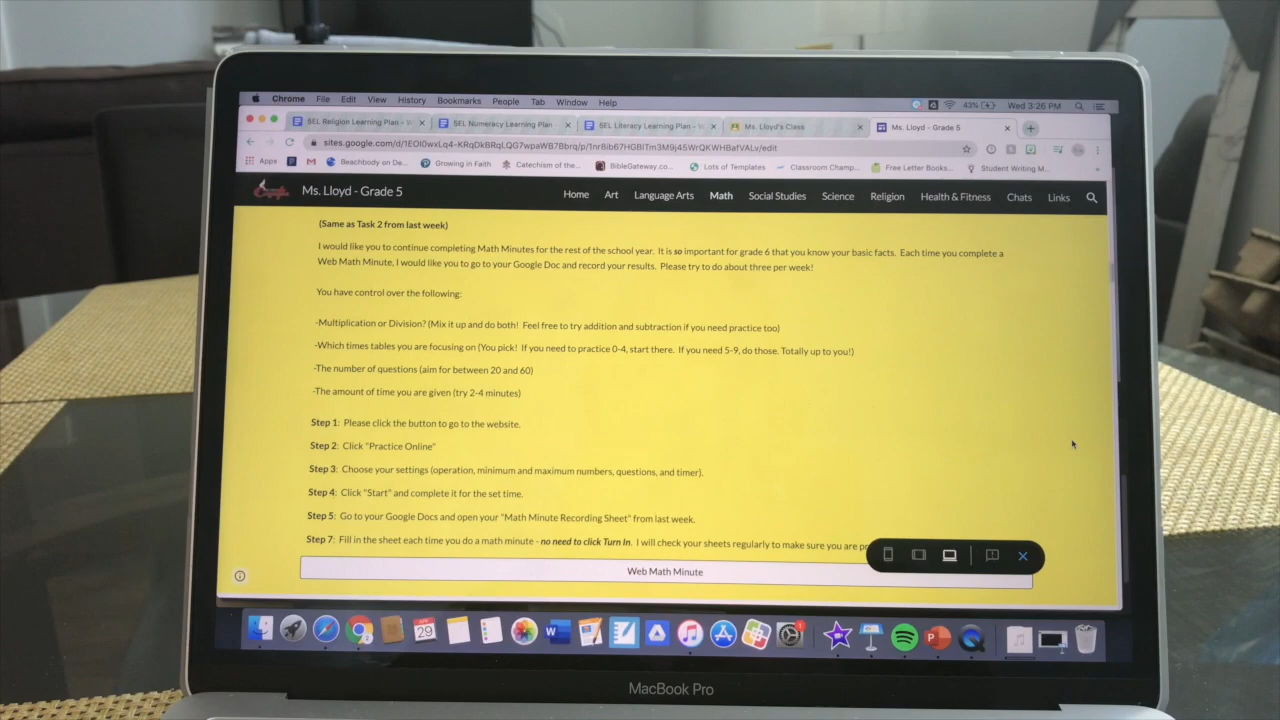 Chrome File Edit View History Bookmarks People Tab Window Help 43% Wed 3:26 PM
5EL Religion Learning Plan - 5EL Numeracy Learning Plan 5EL Literacy Learning Plan - Ms. Lloyd's Class Ms. Lloyd - Grade 5
Apps Beachbody on De... Growing in Faith Catechism of the... BibleGateway.co... Lots of Templates Classroom Champ... Free Letter Books... Student Writing M...
Ms. Lloyd - Grade 5 Home Art Language Arts Math Social Studies Science Religion Health & Fitness Chats Links
(Same as Task 2 from last week)
I would like you to continue completing Math Minutes for the rest of the school year. It is so important for grade 6 that you know your basic facts. Each time you complete a
Web Math Minute, I would like you to go to your Google Doc and record your results. Please try to do about three per week!
You have control over the following:
-Multiplication or Division? (Mix it up and do both! Feel free to try addition and subtraction if you need practice too)
-Which times tables you are focusing on (You pick! If you need to practice 0-4, start there. If you need 5-9, do those. Totally up to you!)
-The number of questions (aim for between 20 and 60)
-The amount of time you are given (try 2-4 minutes)
Step 1: Please click the button to go to the website.
Step 2: Click "Practice Online"
Step 3: Choose your settings (operation, minimum and maximum numbers, questions, and timer).
Step 4: Click "Start" and complete it for the set time.
Step 5: Go to your Google Docs and open your "Math Minute Recording Sheet" from last week.
Step 7: Fill in the sheet each time you do a math minute - no need to click Turn In. I will check your sheets regularly to make sure you are
Web Math Minute
29
MacBook Pro